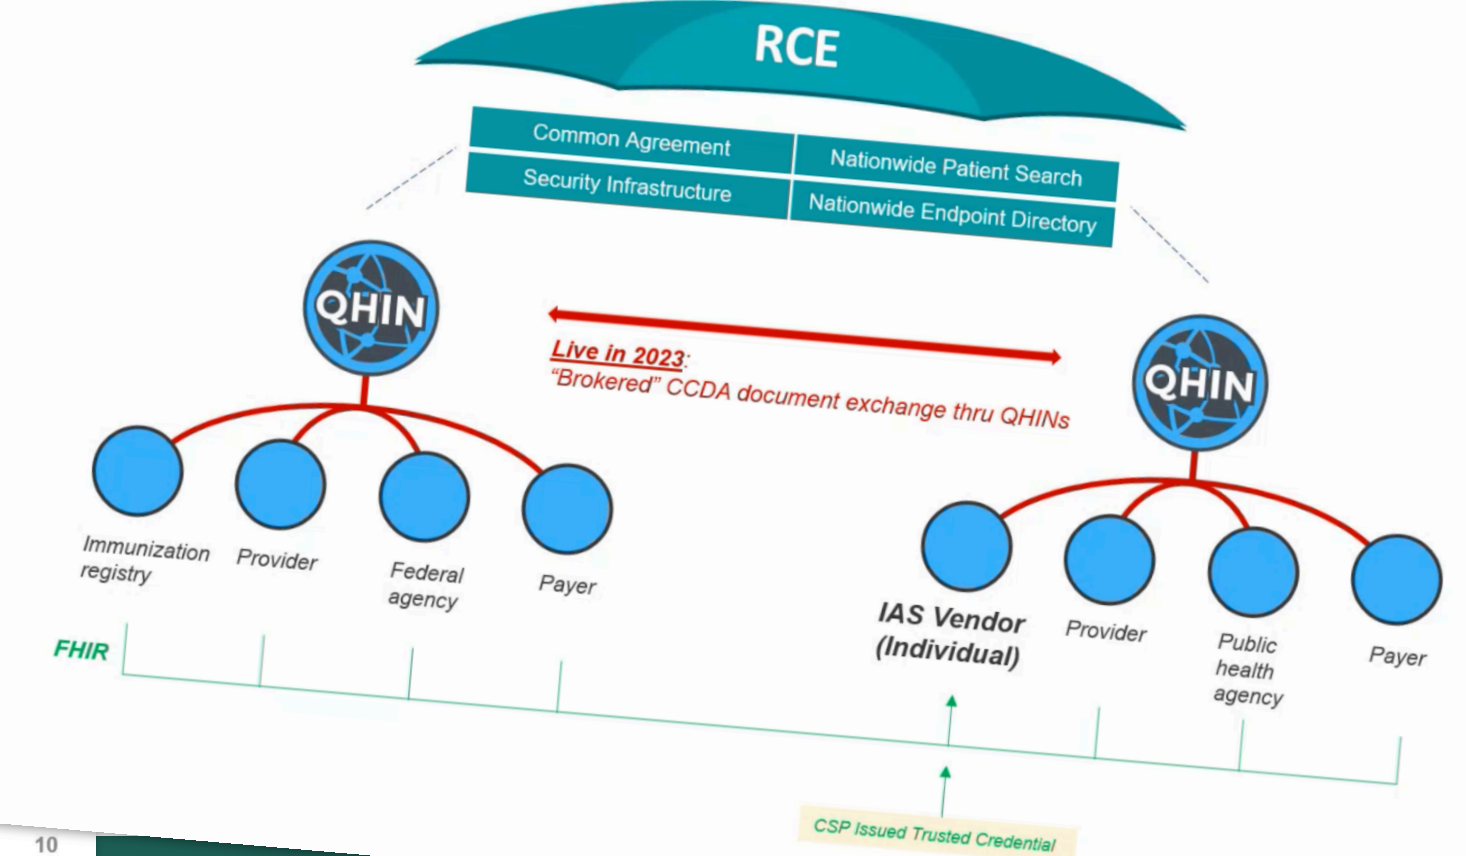 RCE
Common Agreement
Nationwide Patient Search
Security Infrastructure
Nationwide Endpoint Directory
QHIN
QHIN
Live in 2023:
“Brokered” CCDA document exchange thru QHINs
Immunization
registry
Provider
Federal
agency
Payer
IAS Vendor
(Individual)
Provider
Public
health
agency
Payer
FHIR
CSP Issued Trusted Credential
10